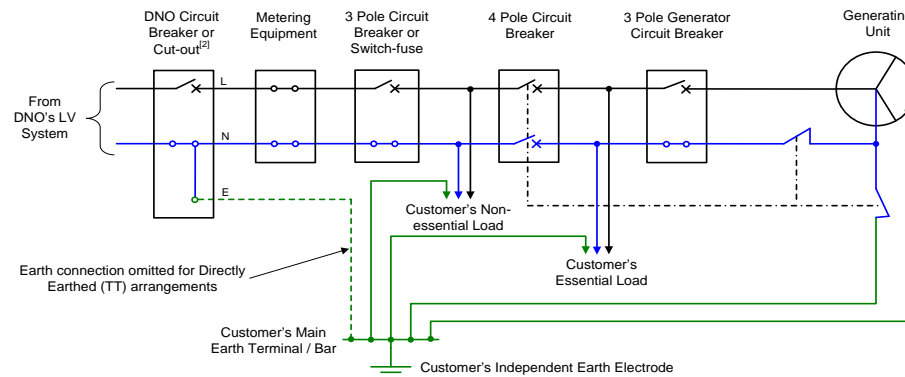 DNO Circuit
Breaker or
Cut-out[2]
Metering
Equipment
3 Pole Circuit
Breaker or
Switch-fuse
4 Pole Circuit
Breaker
3 Pole Generator
Circuit Breaker
Generating
Unit
L
From
DNO's LV
System
N
E
Customer's Non-
essential Load
Customer's
Essential Load
Earth connection omitted for Directly
Earthed (TT) arrangements
Customer's Main
Earth Terminal / Bar
Customer's Independent Earth Electrode